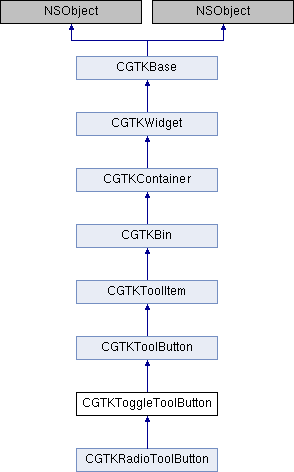 NSObject NSObject
CGTKBase
CGTKWidget
CGTKContainer
CGTKBin
CGTKToolItem
CGTKToolButton
CGTKToggleToolButton
CGTKRadioToolButton